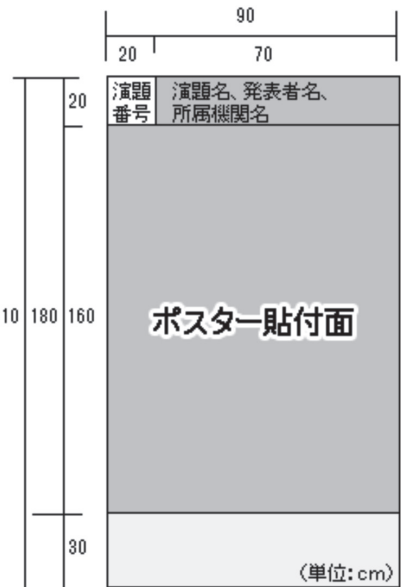 90
20 70
20
演題
番号
演題名、発表者名、
所属機関名
10 180 160
ポスター貼付面
30
(単位:cm)